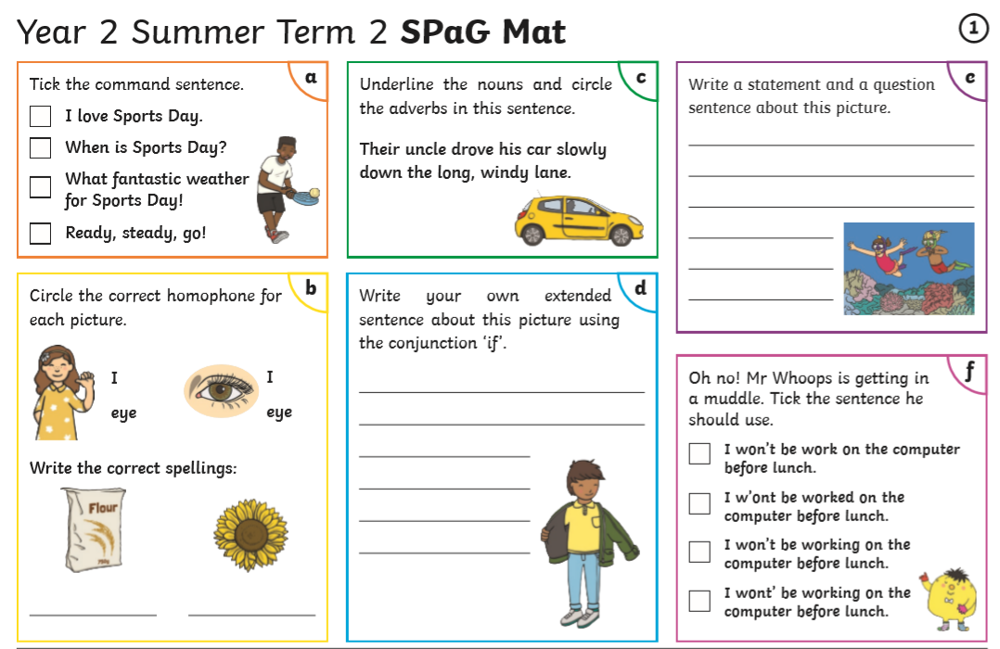 Year 2 Summer Term 2 SPaG Mat
1
a
Tick the command sentence.
I love Sports Day.
When is Sports Day?
What fantastic weather
for Sports Day!
Ready, steady, go!
b
Circle the correct homophone for
each picture.
I
eye
I
eye
Write the correct spellings:
Flour
750g
c
Underline the nouns and circle
the adverbs in this sentence.
Their uncle drove his car slowly
down the long, windy lane.
d
Write your own extended
sentence about this picture using
the conjunction ‘if’.
e
Write a statement and a question
sentence about this picture.
f
Oh no! Mr Whoops is getting in
a muddle. Tick the sentence he
should use.
I won’t be work on the computer
before lunch.
I w’ont be worked on the
computer before lunch.
I won’t be working on the
computer before lunch.
I wont’ be working on the
computer before lunch.